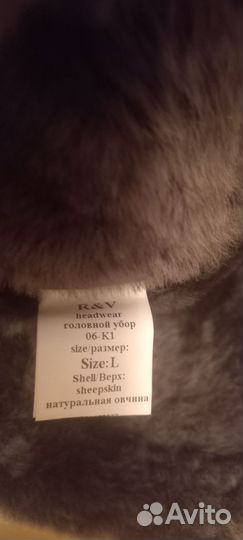 R&V
headwear
головной убор
06-K1
size/размер:
Size:L
Shell/Верх:
sheepskin
натуральная овчина
Avito